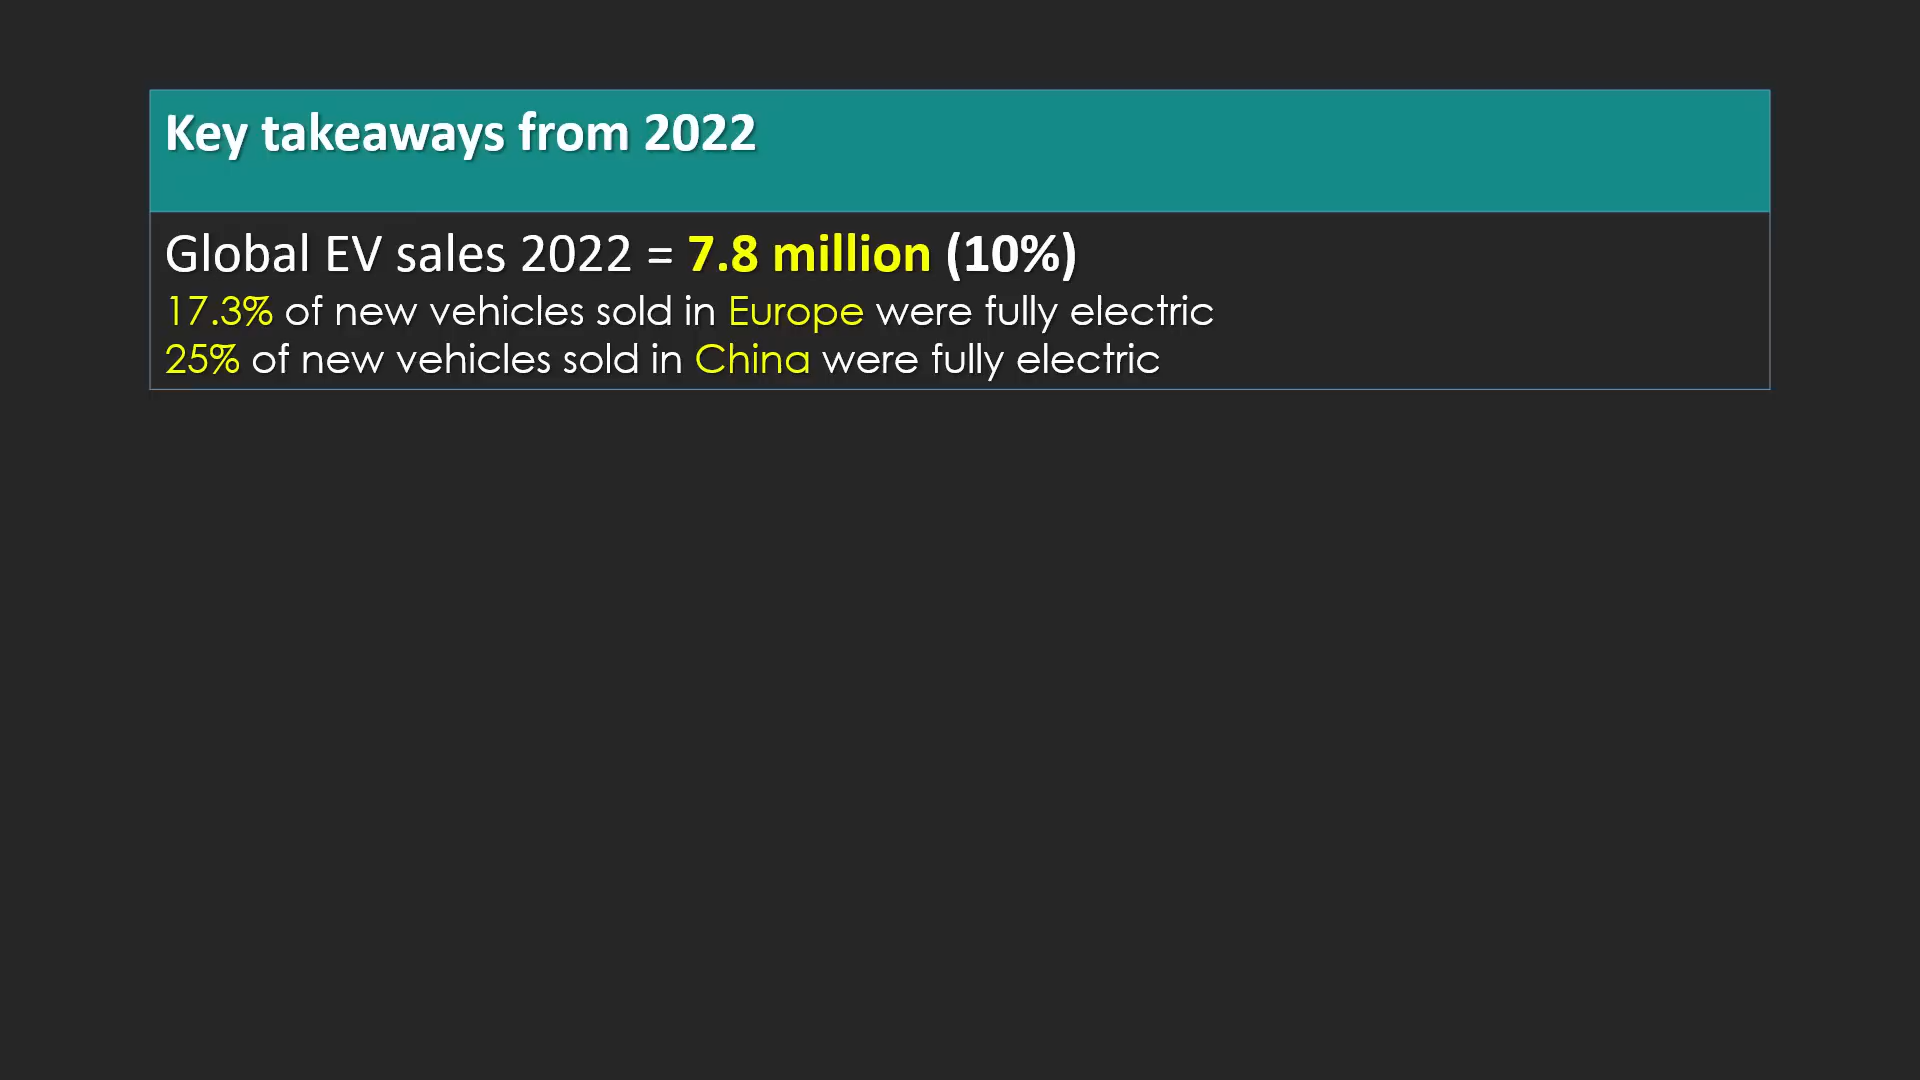 Key takeaways from 2022
Global EV sales 2022 = 7.8 million (10%)
17.3% of new vehicles sold in Europe were fully electric
25% of new vehicles sold in China were fully electric